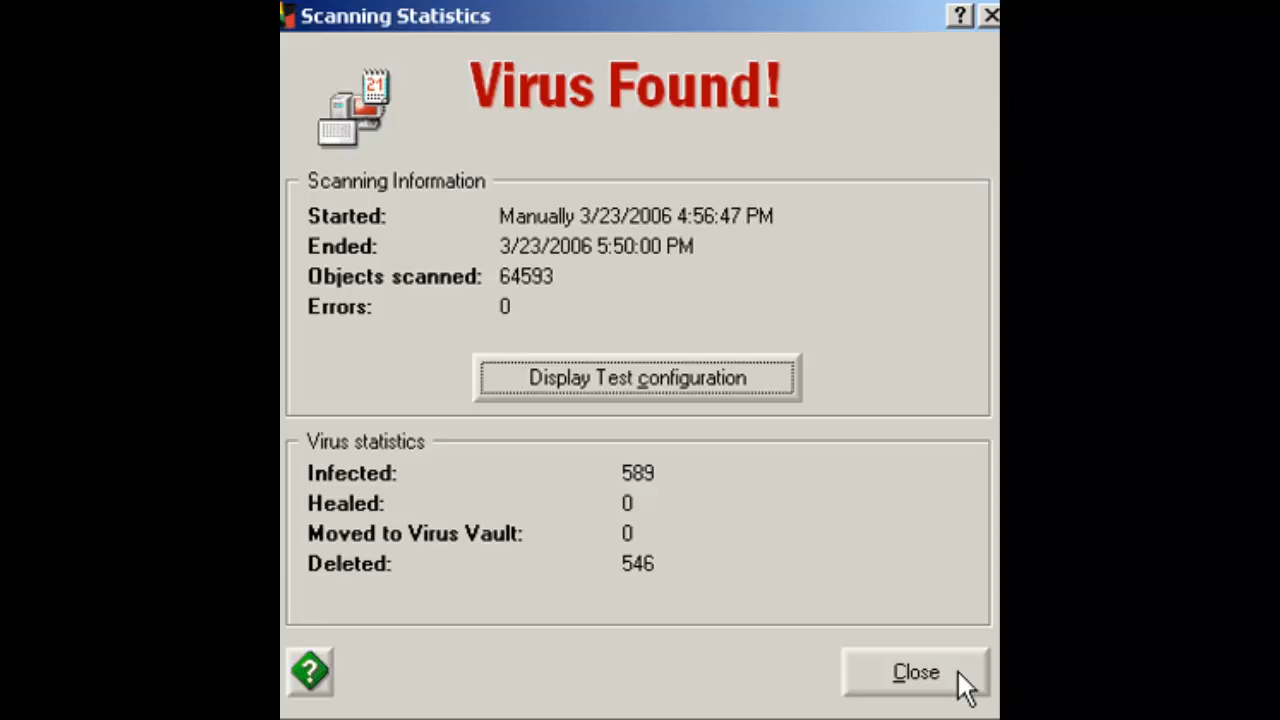 Scanning Statistics
?
21
Virus Found!
Scanning Information
Started: Manually 3/23/2006 4:56:47 PM
Ended: 3/23/2006 5:50:00 PM
Objects scanned: 64593
Errors: 0
Display Test configuration
Virus statistics
Infected: 589
Healed: 0
Moved to Virus Vault: 0
Deleted: 546
?
Close